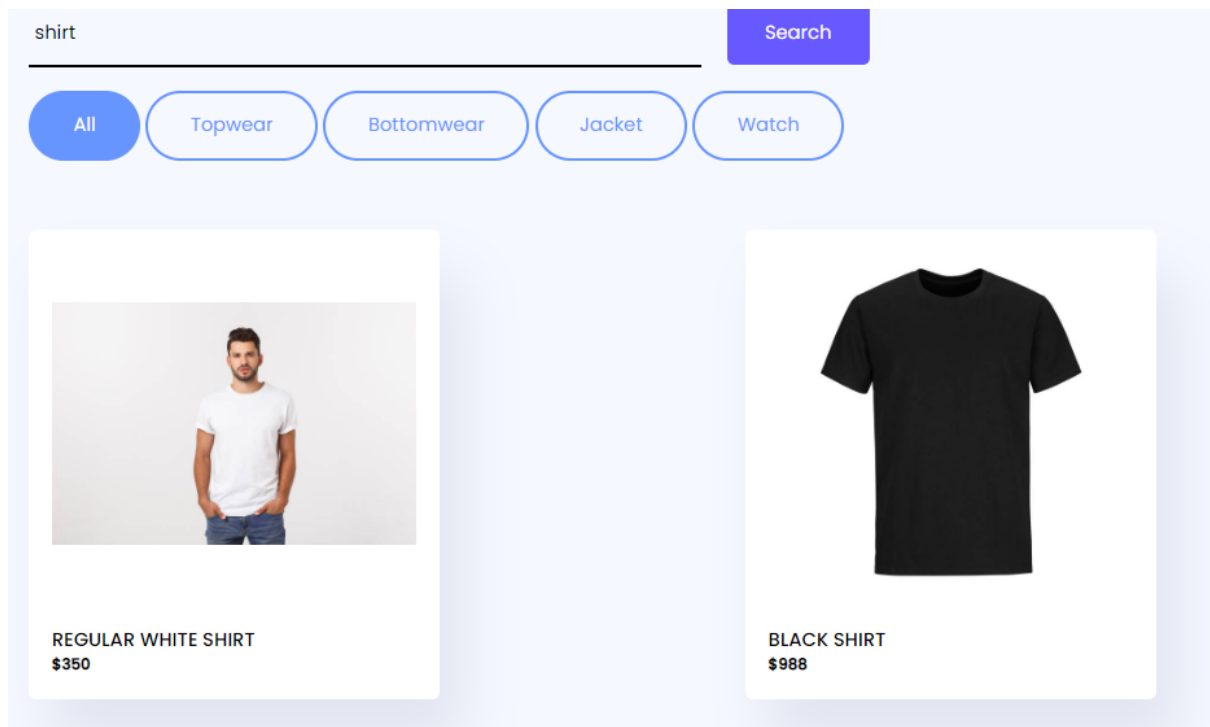 shirt Search
All Topwear Bottomwear Jacket Watch
REGULAR WHITE SHIRT
$350
BLACK SHIRT
$988